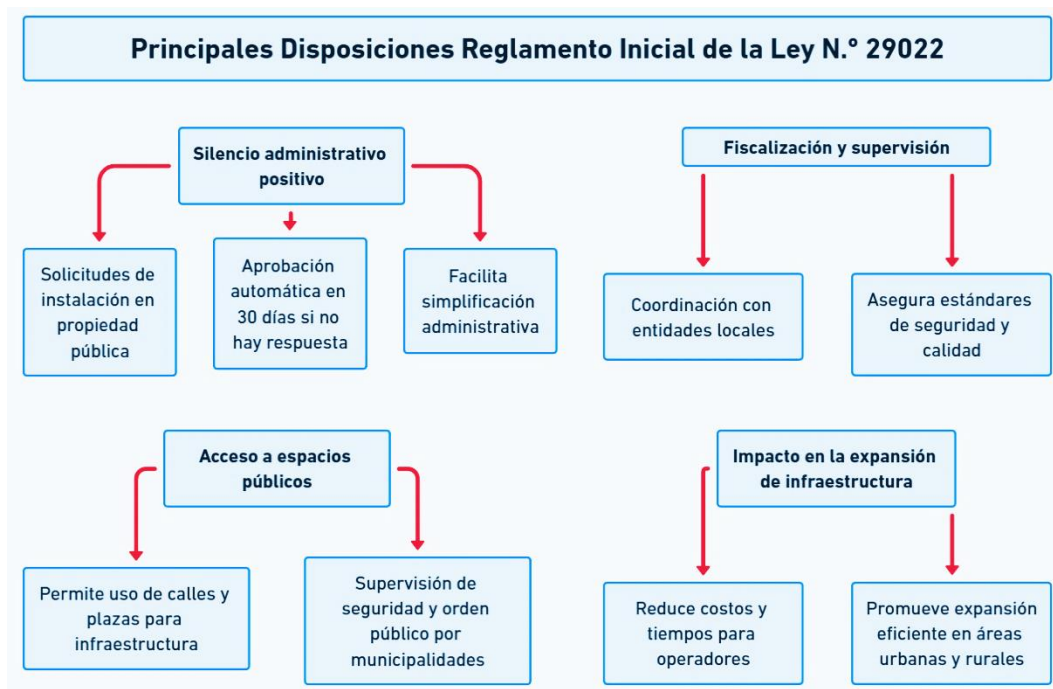 Principales Disposiciones Reglamento Inicial de la Ley N.° 29022
Silencio administrativo
positivo
Solicitudes de
instalación en
propiedad
pública
Aprobación
automática en
30 días si no
hay respuesta
Facilita
simplificación
administrativa
Fiscalización y supervisión
Coordinación con
entidades locales
Asegura estándares
de seguridad y
calidad
Acceso a espacios
públicos
Permite uso de calles y
plazas para
infraestructura
Supervisión de
seguridad y orden
público por
municipalidades
Impacto en la expansión
de infraestructura
Reduce costos y
tiempos para
operadores
Promueve expansión
eficiente en áreas
urbanas y rurales